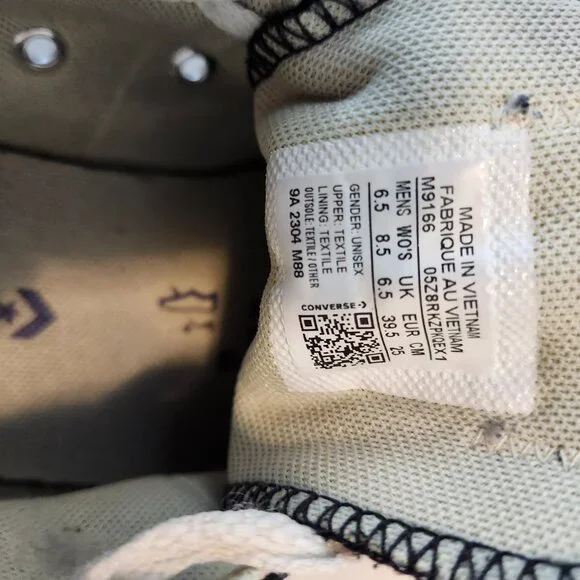 MADE IN VIETNAM
FABRIQUE AU VIETNAM
M9166 05Z8RKZPKQEX1
MENS WO'S UK EUR CM
6.5 8.5 6.5 39.5 25
GENDER: UNISEX
UPPER: TEXTILE
LINING: TEXTILE
OUTSOLE: TEXTILE / OTHER
9A 2304 M88
CONVERSE